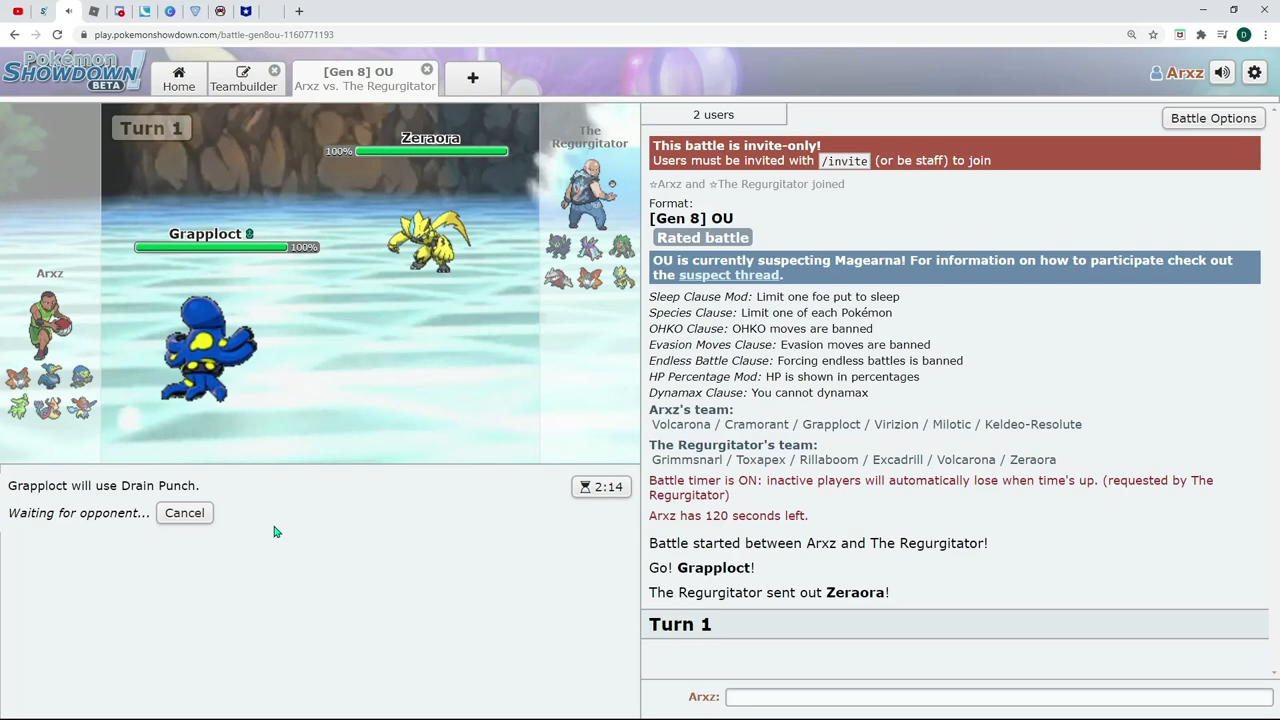 play.pokemonshowdown.com/battle-gen8ou-1160771193
D
Pokémon
SHOWDOWN!
BETA
Home
Teambuilder
[Gen 8] OU
Arxz vs. The Regurgitator
Arxz
Turn 1
Zeraora
100%
Grapploct
100%
The
Regurgitator
Arxz
Grapploct will use Drain Punch.
2:14
Waiting for opponent...
Cancel
2 users
Battle Options
This battle is invite-only!
Users must be invited with /invite (or be staff) to join
☆Arxz and ☆The Regurgitator joined
Format:
[Gen 8] OU
Rated battle
OU is currently suspecting Magearna! For information on how to participate check out
the suspect thread.
Sleep Clause Mod: Limit one foe put to sleep
Species Clause: Limit one of each Pokémon
OHKO Clause: OHKO moves are banned
Evasion Moves Clause: Evasion moves are banned
Endless Battle Clause: Forcing endless battles is banned
HP Percentage Mod: HP is shown in percentages
Dynamax Clause: You cannot dynamax
Arxz's team:
Volcarona / Cramorant / Grapploct / Virizion / Milotic / Keldeo-Resolute
The Regurgitator's team:
Grimmsnarl / Toxapex / Rillaboom / Excadrill / Volcarona / Zeraora
Battle timer is ON: inactive players will automatically lose when time's up. (requested by The
Regurgitator)
Arxz has 120 seconds left.
Battle started between Arxz and The Regurgitator!
Go! Grapploct!
The Regurgitator sent out Zeraora!
Turn 1
Arxz: